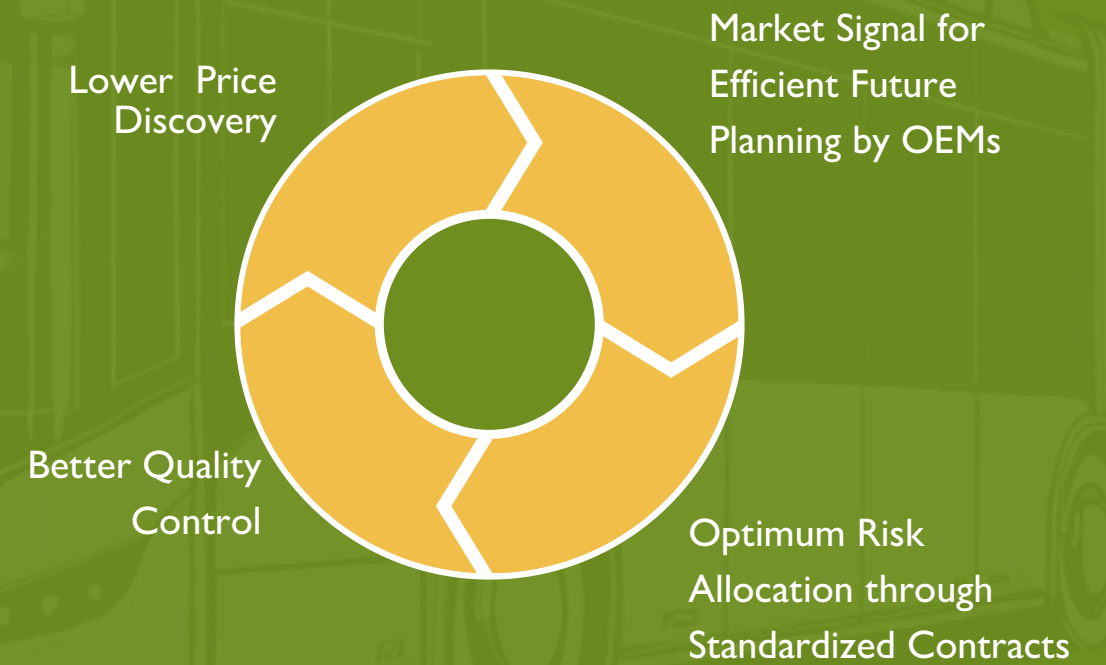 Lower Price
Discovery
Market Signal for
Efficient Future
Planning by OEMs
Better Quality
Control
Optimum Risk
Allocation through
Standardized Contracts